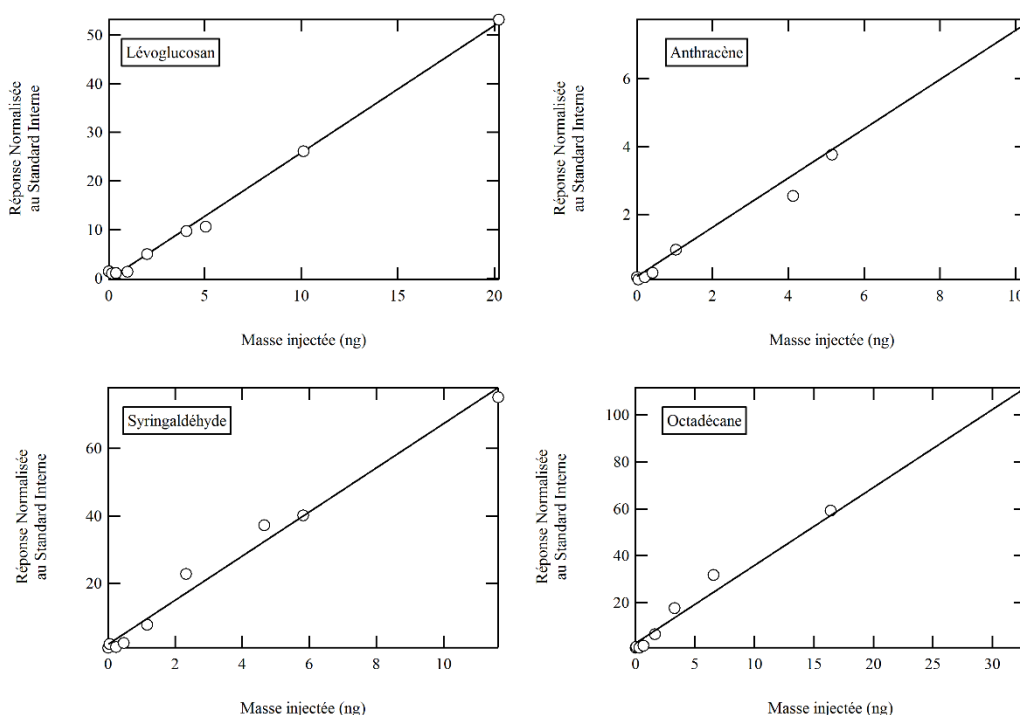 Lévoglucosan
Réponse Normalisée
au Standard Interne
50
40
30
20
10
0
0 5 10 15 20
Masse injectée (ng)
Anthracène
Réponse Normalisée
au Standard Interne
6
4
2
0 2 4 6 8 10
Masse injectée (ng)
Syringaldéhyde
Réponse Normalisée
au Standard Interne
60
40
20
0 2 4 6 8 10
Masse injectée (ng)
Octadécane
Réponse Normalisée
au Standard Interne
100
80
60
40
20
0 5 10 15 20 25 30
Masse injectée (ng)